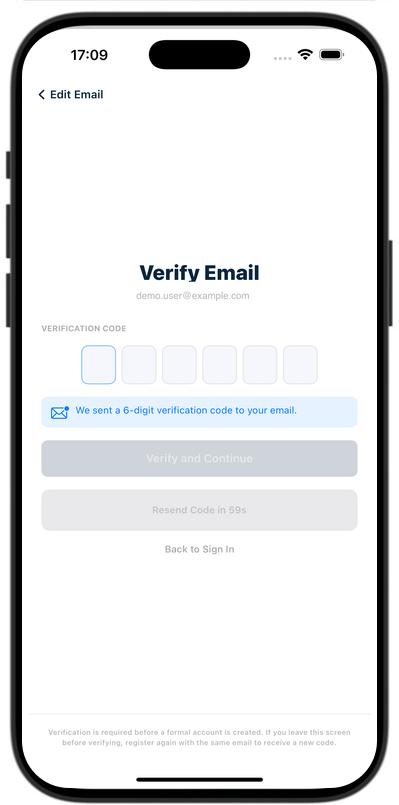 17:09
Edit Email
Verify Email
demo.user@example.com
VERIFICATION CODE
We sent a 6-digit verification code to your email.
Verify and Continue
Resend Code in 59s
Back to Sign In
Verification is required before a formal account is created. If you leave this screen
before verifying, register again with the same email to receive a new code.